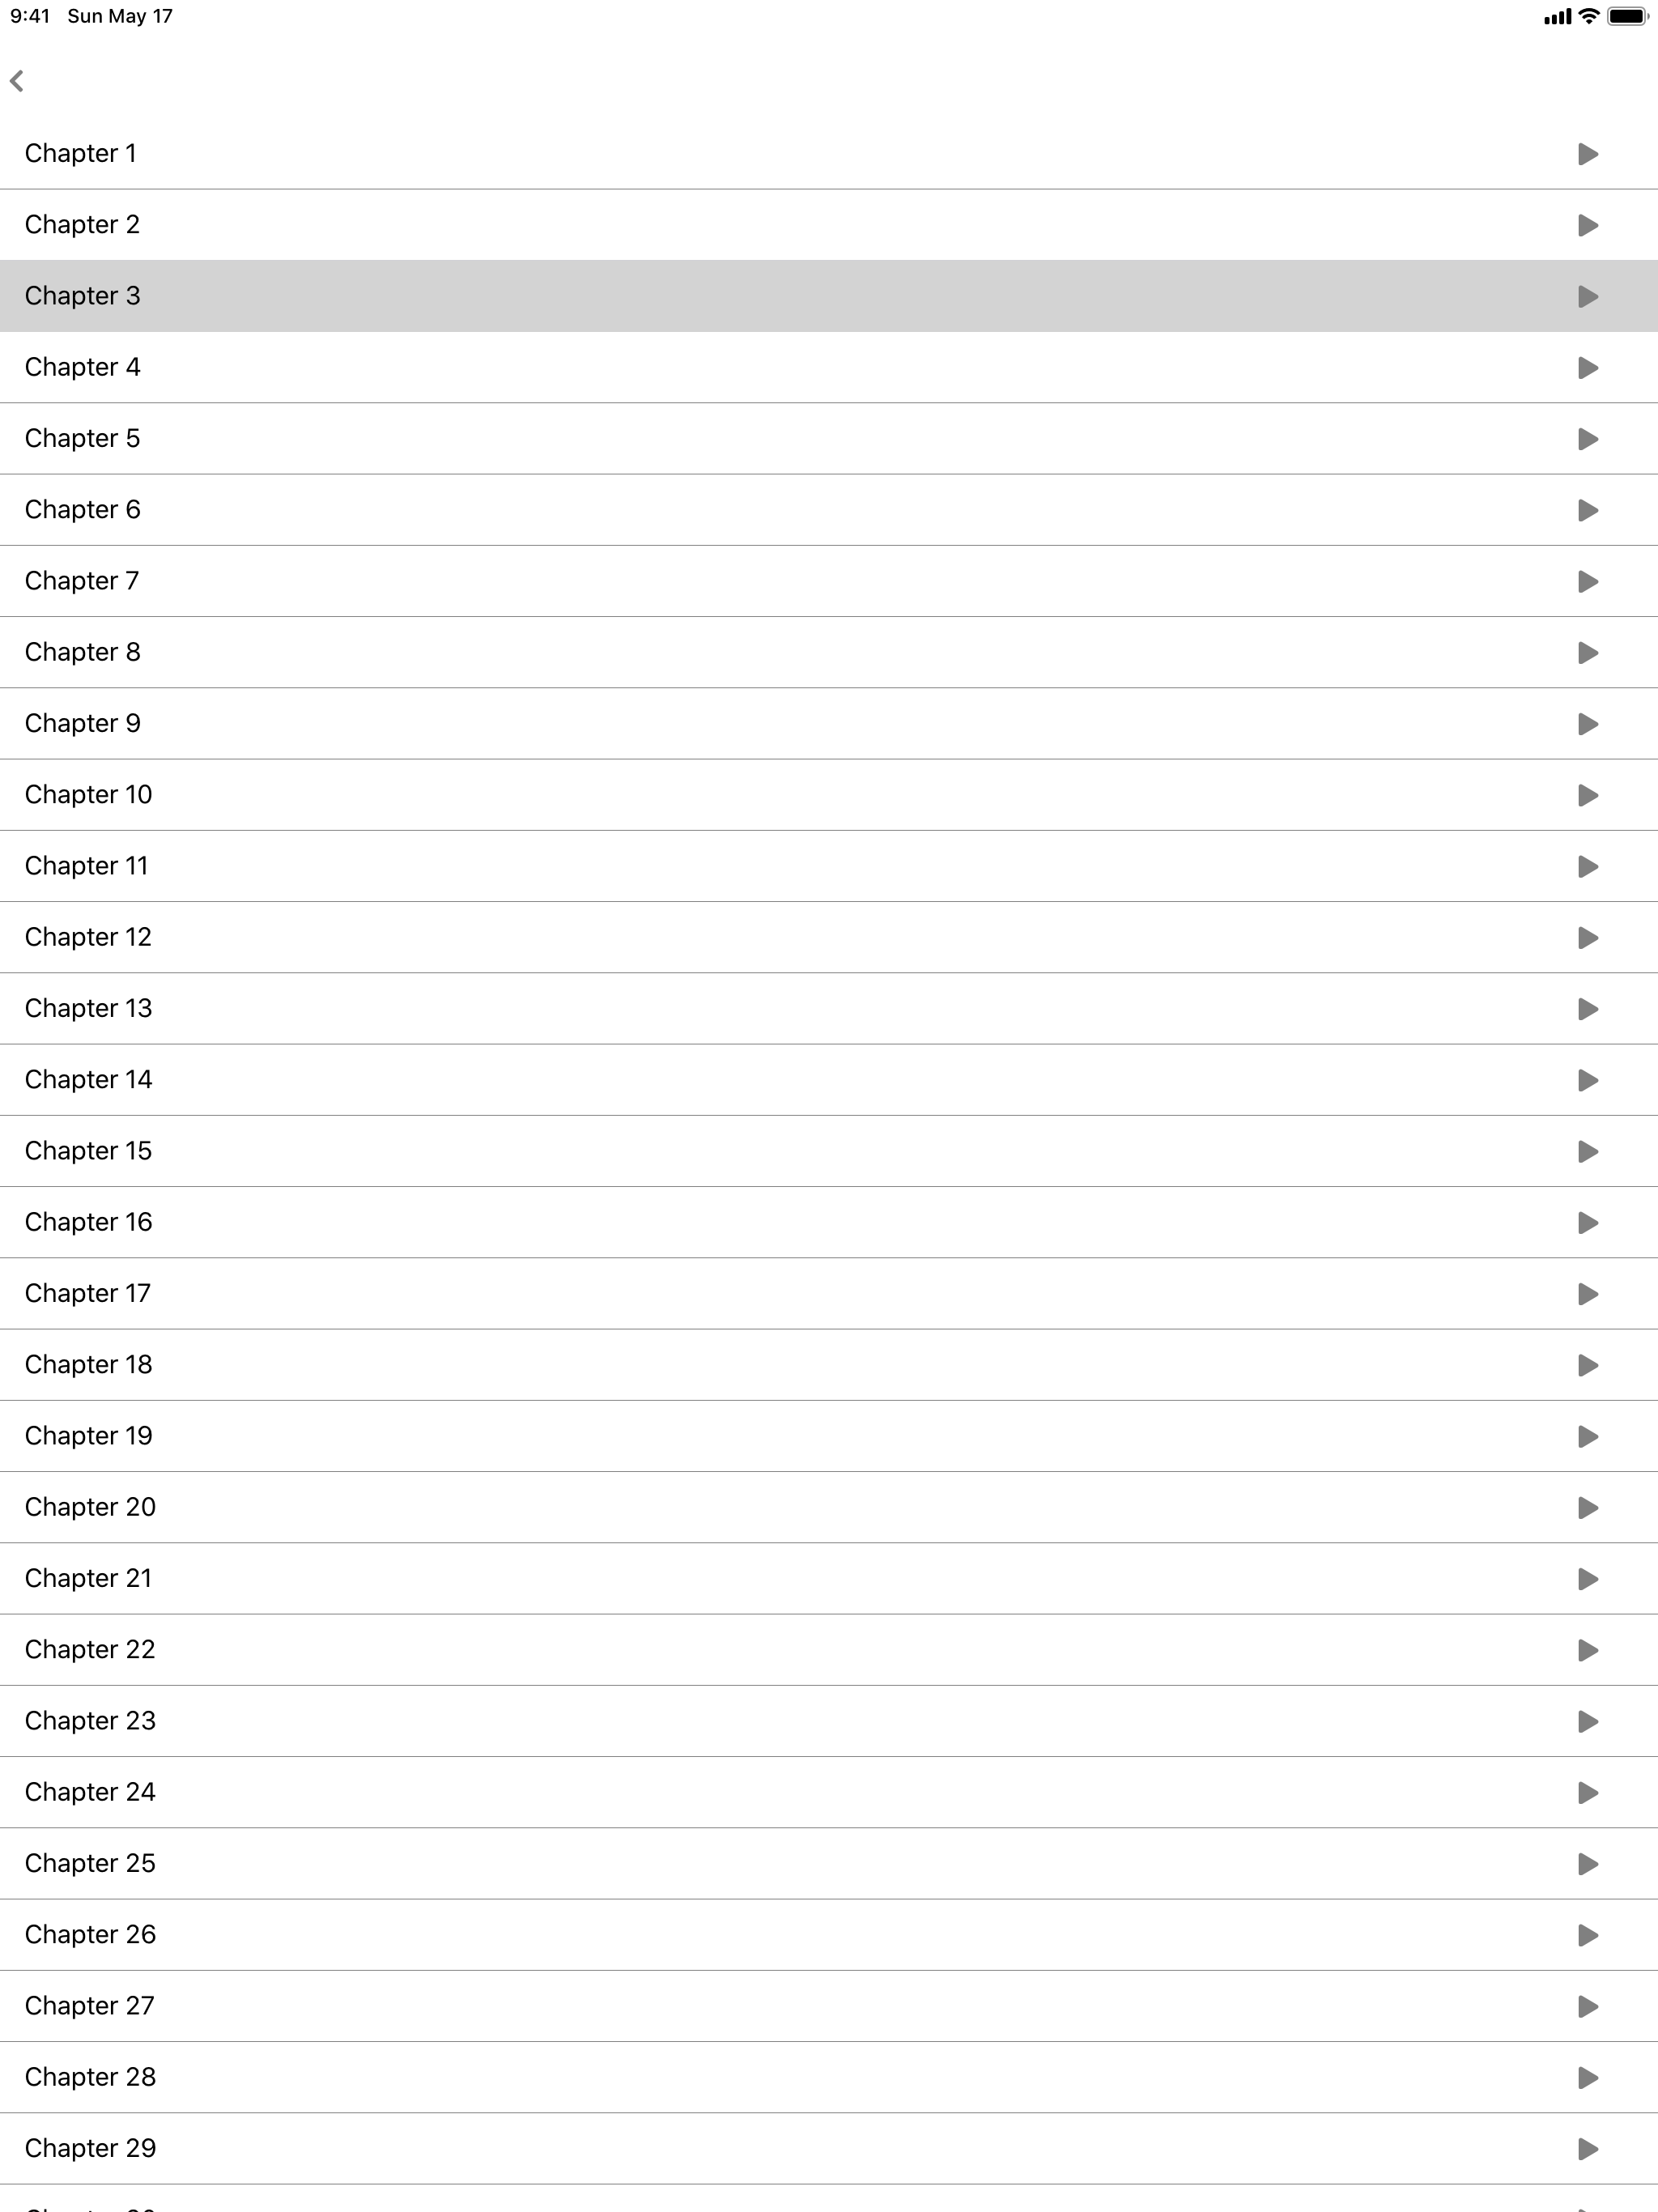 9:41 Sun May 17
Chapter 1
Chapter 2
Chapter 3
Chapter 4
Chapter 5
Chapter 6
Chapter 7
Chapter 8
Chapter 9
Chapter 10
Chapter 11
Chapter 12
Chapter 13
Chapter 14
Chapter 15
Chapter 16
Chapter 17
Chapter 18
Chapter 19
Chapter 20
Chapter 21
Chapter 22
Chapter 23
Chapter 24
Chapter 25
Chapter 26
Chapter 27
Chapter 28
Chapter 29